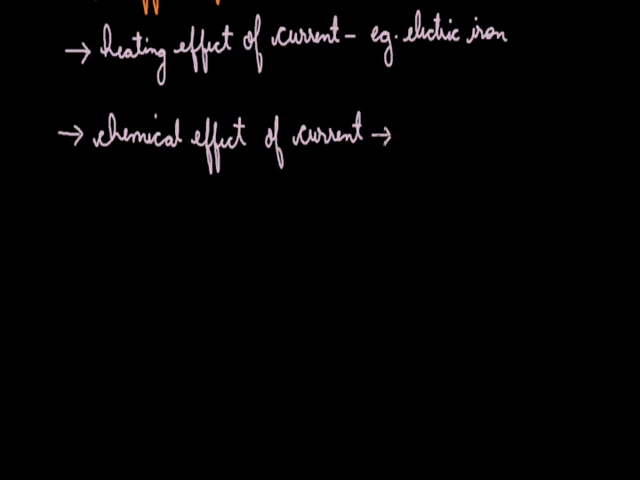 → heating effect of current - eg. electric iron
→ chemical effect of current →